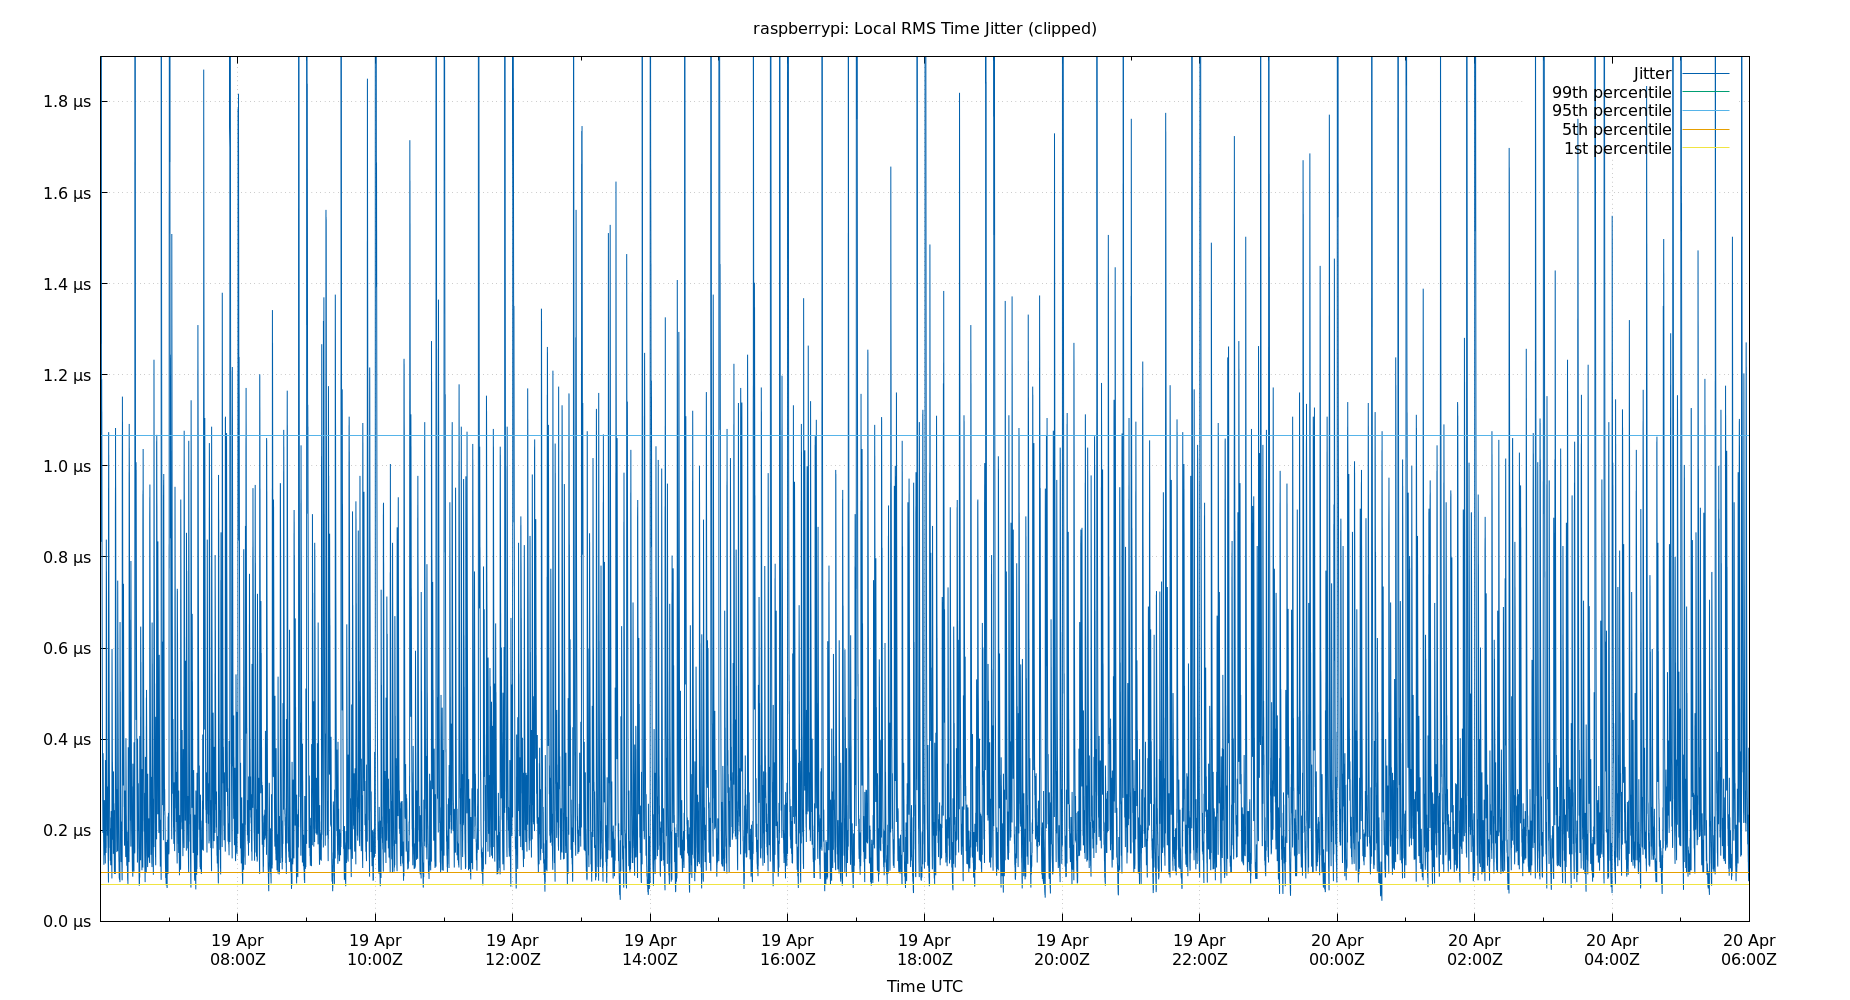 raspberrypi: Local RMS Time Jitter (clipped)
Jitter
99th percentile
95th percentile
5th percentile
1st percentile
1.8 µs
1.6 µs
1.4 µs
1.2 µs
1.0 µs
0.8 µs
0.6 µs
0.4 µs
0.2 µs
0.0 µs
19 Apr 19 Apr 19 Apr 19 Apr 19 Apr 19 Apr 19 Apr 19 Apr 20 Apr 20 Apr 20 Apr 20 Apr
08:00Z 10:00Z 12:00Z 14:00Z 16:00Z 18:00Z 20:00Z 22:00Z 00:00Z 02:00Z 04:00Z 06:00Z
Time UTC